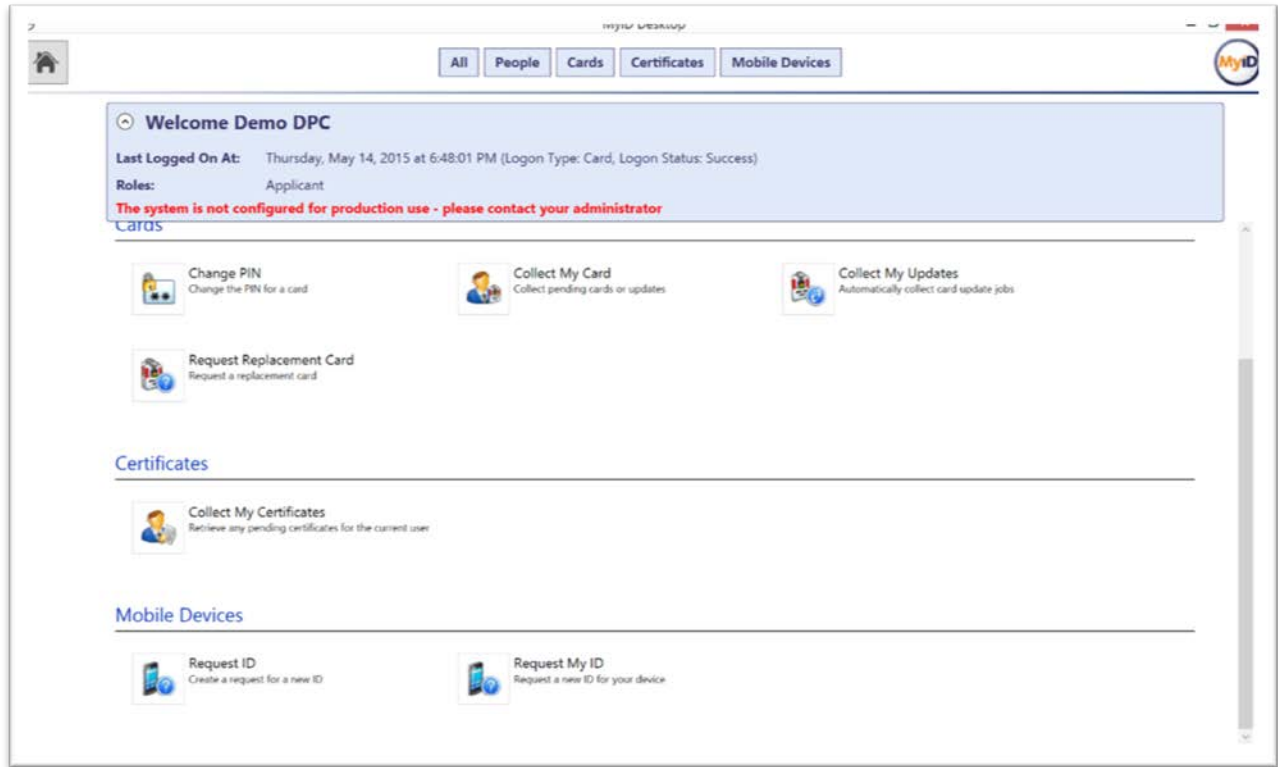 MyID Desktop
All People Cards Certificates Mobile Devices
MyID
Welcome Demo DPC
Last Logged On At: Thursday, May 14, 2015 at 6:48:01 PM (Logon Type: Card, Logon Status: Success)
Roles: Applicant
The system is not configured for production use - please contact your administrator
Cards
Change PIN
Change the PIN for a card
Collect My Card
Collect pending cards or updates
Collect My Updates
Automatically collect card update jobs
Request Replacement Card
Request a replacement card
Certificates
Collect My Certificates
Retrieve any pending certificates for the current user
Mobile Devices
Request ID
Create a request for a new ID
Request My ID
Request a new ID for your device